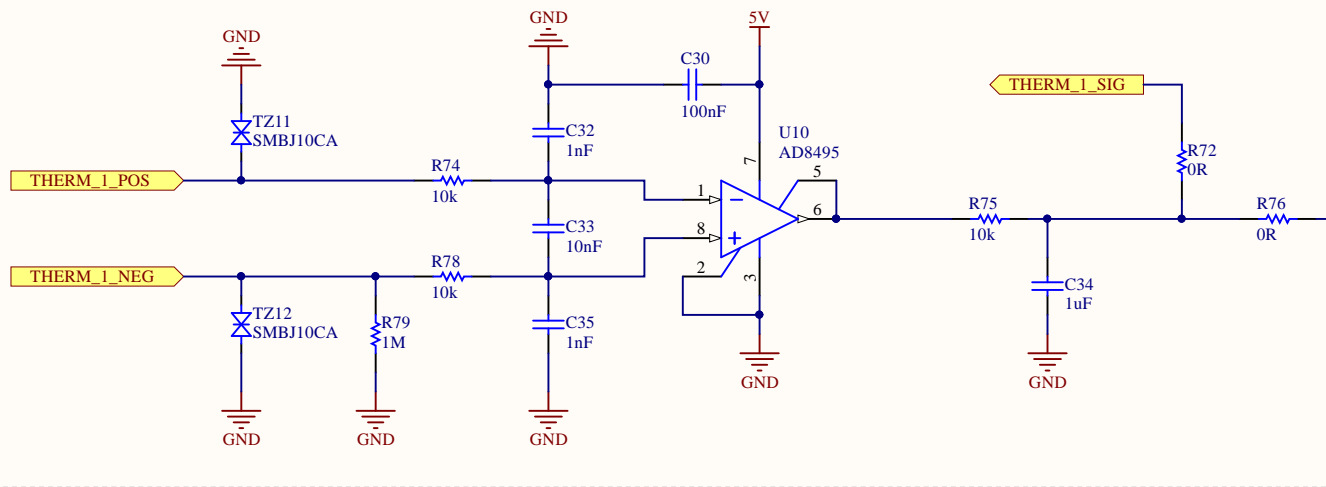 GND
5V
GND
C30
100nF
THERM_1_SIG
TZ11
SMBJ10CA
C32
1nF
U10
AD8495
7
R72
0R
THERM_1_POS
R74
10k
1
5
C33
10nF
8
6
R75
10k
R76
0R
THERM_1_NEG
R78
10k
2
3
TZ12
SMBJ10CA
R79
1M
C35
1nF
C34
1uF
GND
GND
GND
GND
GND